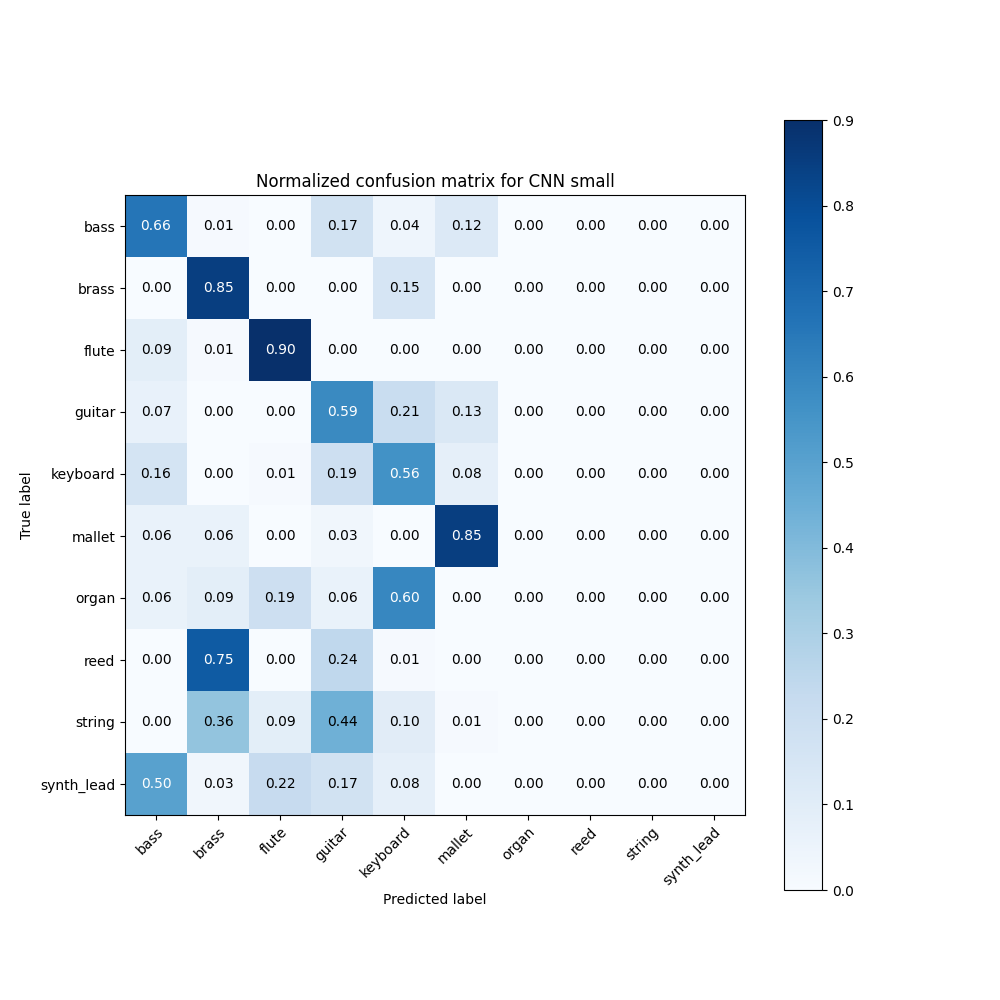 Normalized confusion matrix for CNN small
True label
bass 0.66 0.01 0.00 0.17 0.04 0.12 0.00 0.00 0.00 0.00
brass 0.00 0.85 0.00 0.00 0.15 0.00 0.00 0.00 0.00 0.00
flute 0.09 0.01 0.90 0.00 0.00 0.00 0.00 0.00 0.00 0.00
guitar 0.07 0.00 0.00 0.59 0.21 0.13 0.00 0.00 0.00 0.00
keyboard 0.16 0.00 0.01 0.19 0.56 0.08 0.00 0.00 0.00 0.00
mallet 0.06 0.06 0.00 0.03 0.00 0.85 0.00 0.00 0.00 0.00
organ 0.06 0.09 0.19 0.06 0.60 0.00 0.00 0.00 0.00 0.00
reed 0.00 0.75 0.00 0.24 0.01 0.00 0.00 0.00 0.00 0.00
string 0.00 0.36 0.09 0.44 0.10 0.01 0.00 0.00 0.00 0.00
synth_lead 0.50 0.03 0.22 0.17 0.08 0.00 0.00 0.00 0.00 0.00
bass brass flute guitar keyboard mallet organ reed string synth_lead
Predicted label
0.9
0.8
0.7
0.6
0.5
0.4
0.3
0.2
0.1
0.0